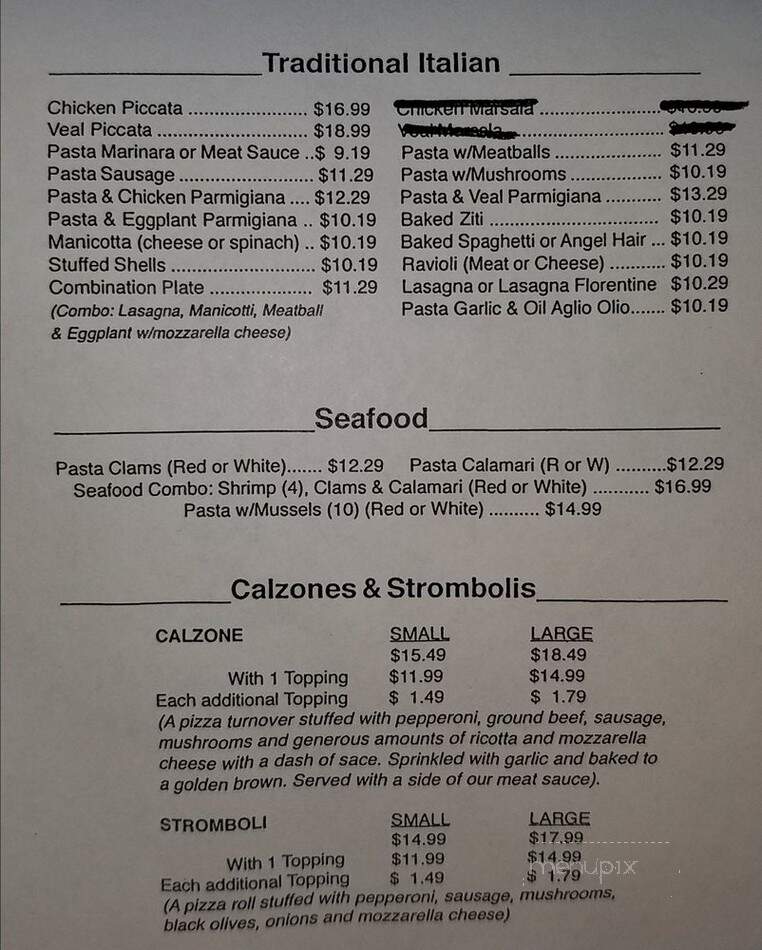 Traditional Italian
Chicken Piccata ...................... $16.99
Veal Piccata ............................ $18.99
Pasta Marinara or Meat Sauce ..$ 9.19
Pasta Sausage ........................ $11.29
Pasta & Chicken Parmigiana .... $12.29
Pasta & Eggplant Parmigiana .. $10.19
Manicotta (cheese or spinach) .. $10.19
Stuffed Shells .......................... $10.19
Combination Plate ................... $11.29
(Combo: Lasagna, Manicotti, Meatball
& Eggplant w/mozzarella cheese)
Chicken Marsala ......................
Veal Marsala ...........................
Pasta w/Meatballs .................... $11.29
Pasta w/Mushrooms ................. $10.19
Pasta & Veal Parmigiana ........... $13.29
Baked Ziti ............................... $10.19
Baked Spaghetti or Angel Hair ... $10.19
Ravioli (Meat or Cheese) ........... $10.19
Lasagna or Lasagna Florentine $10.29
Pasta Garlic & Oil Aglio Olio....... $10.19
Seafood
Pasta Clams (Red or White)....... $12.29 Pasta Calamari (R or W) ..........$12.29
Seafood Combo: Shrimp (4), Clams & Calamari (Red or White) ........... $16.99
Pasta w/Mussels (10) (Red or White) .......... $14.99
Calzones & Strombolis
CALZONE SMALL LARGE
$15.49 $18.49
With 1 Topping $11.99 $14.99
Each additional Topping $ 1.49 $ 1.79
(A pizza turnover stuffed with pepperoni, ground beef, sausage,
mushrooms and generous amounts of ricotta and mozzarella
cheese with a dash of sace. Sprinkled with garlic and baked to
a golden brown. Served with a side of our meat sauce).
STROMBOLI SMALL LARGE
$14.99 $17.99
With 1 Topping $11.99 $14.99
Each additional Topping $ 1.49 $ 1.79
(A pizza roll stuffed with pepperoni, sausage, mushrooms,
black olives, onions and mozzarella cheese)
menupix